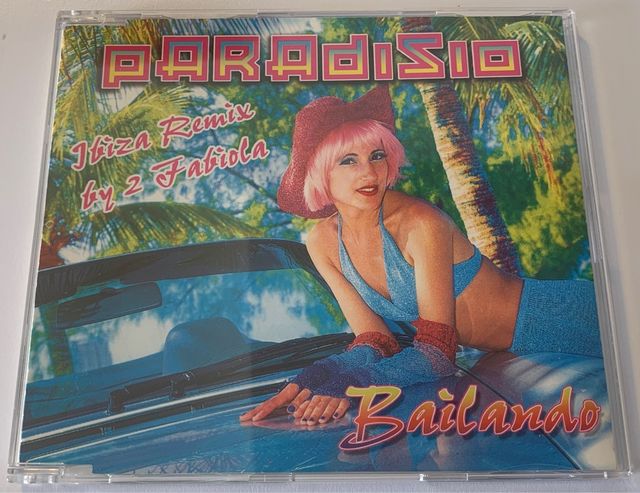 PARAdiSIO
Ibiza Remix
by 2 Fabiola
Bailando